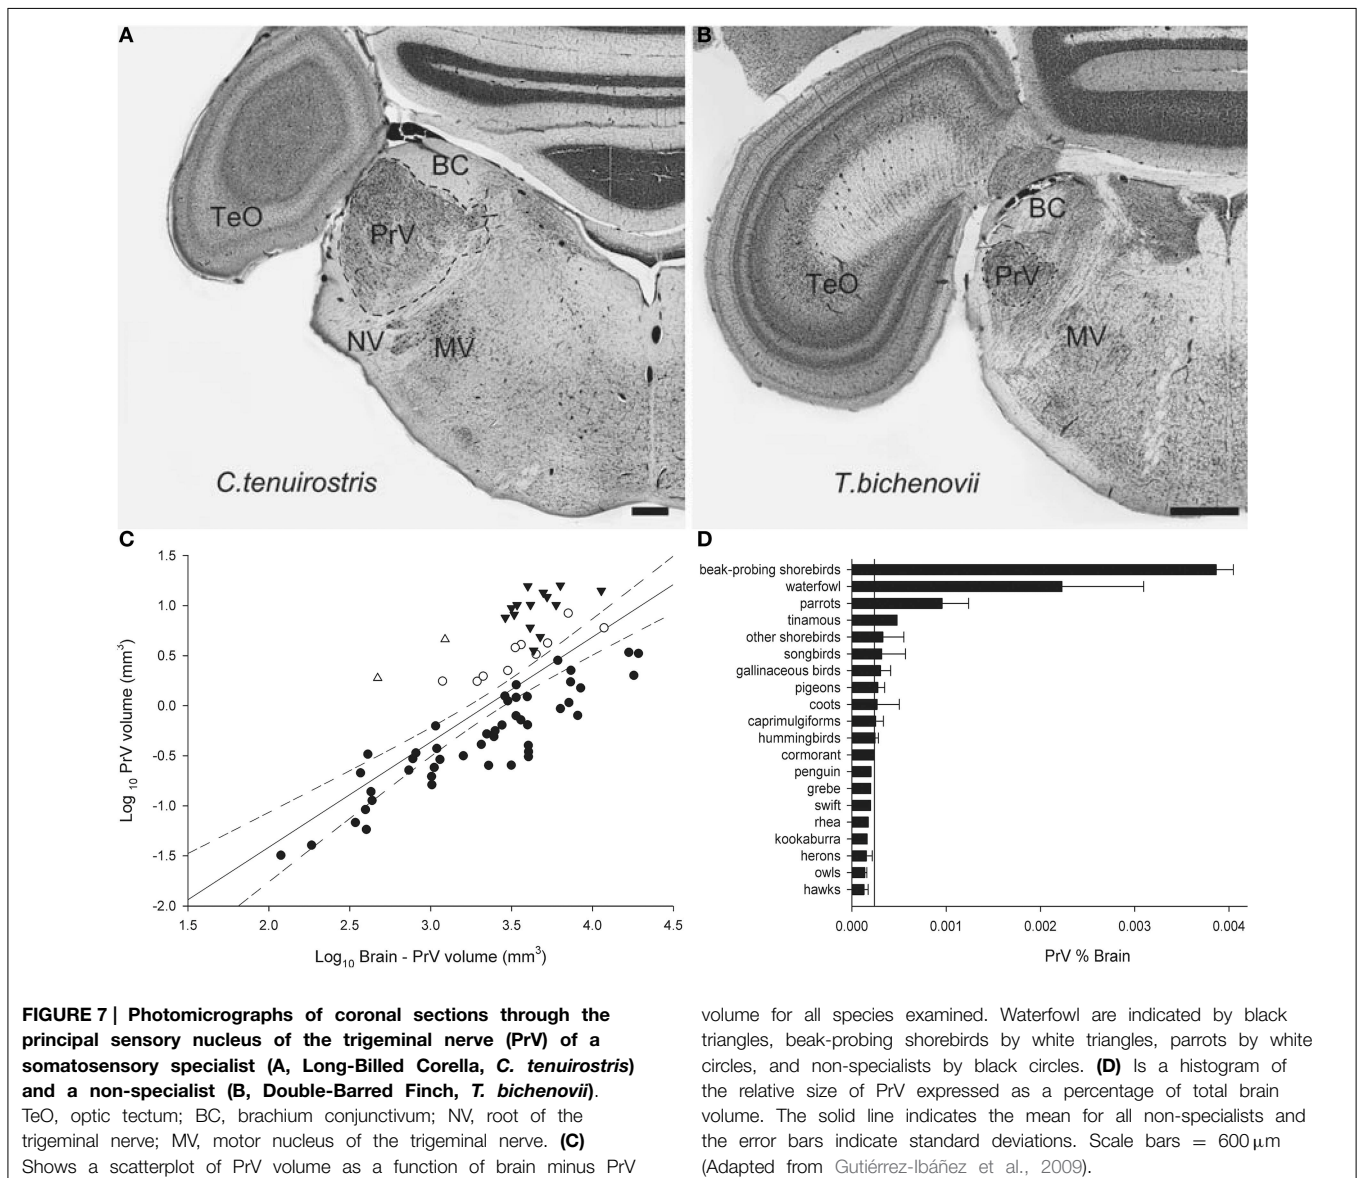 A
TeO
BC
PrV
NV
MV
C.tenuirostris
B
TeO
BC
PrV
MV
T.bichenovii
C
1.5
1.0
0.5
0.0
-0.5
-1.0
-1.5
-2.0
Log 10 PrV volume (mm3)
1.5 2.0 2.5 3.0 3.5 4.0 4.5
Log10 Brain - PrV volume (mm3)
D
beak-probing shorebirds
waterfowl
parrots
tinamous
other shorebirds
songbirds
gallinaceous birds
pigeons
coots
caprimulgiforms
hummingbirds
cormorant
penguin
grebe
swift
rhea
kookaburra
herons
owls
hawks
0.000 0.001 0.002 0.003 0.004
PrV % Brain
FIGURE 7 | Photomicrographs of coronal sections through the
principal sensory nucleus of the trigeminal nerve (PrV) of a
somatosensory specialist (A, Long-Billed Corella, C. tenuirostris)
and a non-specialist (B, Double-Barred Finch, T. bichenovii).
TeO, optic tectum; BC, brachium conjunctivum; NV, root of the
trigeminal nerve; MV, motor nucleus of the trigeminal nerve. (C)
Shows a scatterplot of PrV volume as a function of brain minus PrV
volume for all species examined. Waterfowl are indicated by black
triangles, beak-probing shorebirds by white triangles, parrots by white
circles, and non-specialists by black circles. (D) Is a histogram of
the relative size of PrV expressed as a percentage of total brain
volume. The solid line indicates the mean for all non-specialists and
the error bars indicate standard deviations. Scale bars = 600 μm
(Adapted from Gutiérrez-Ibáñez et al., 2009).